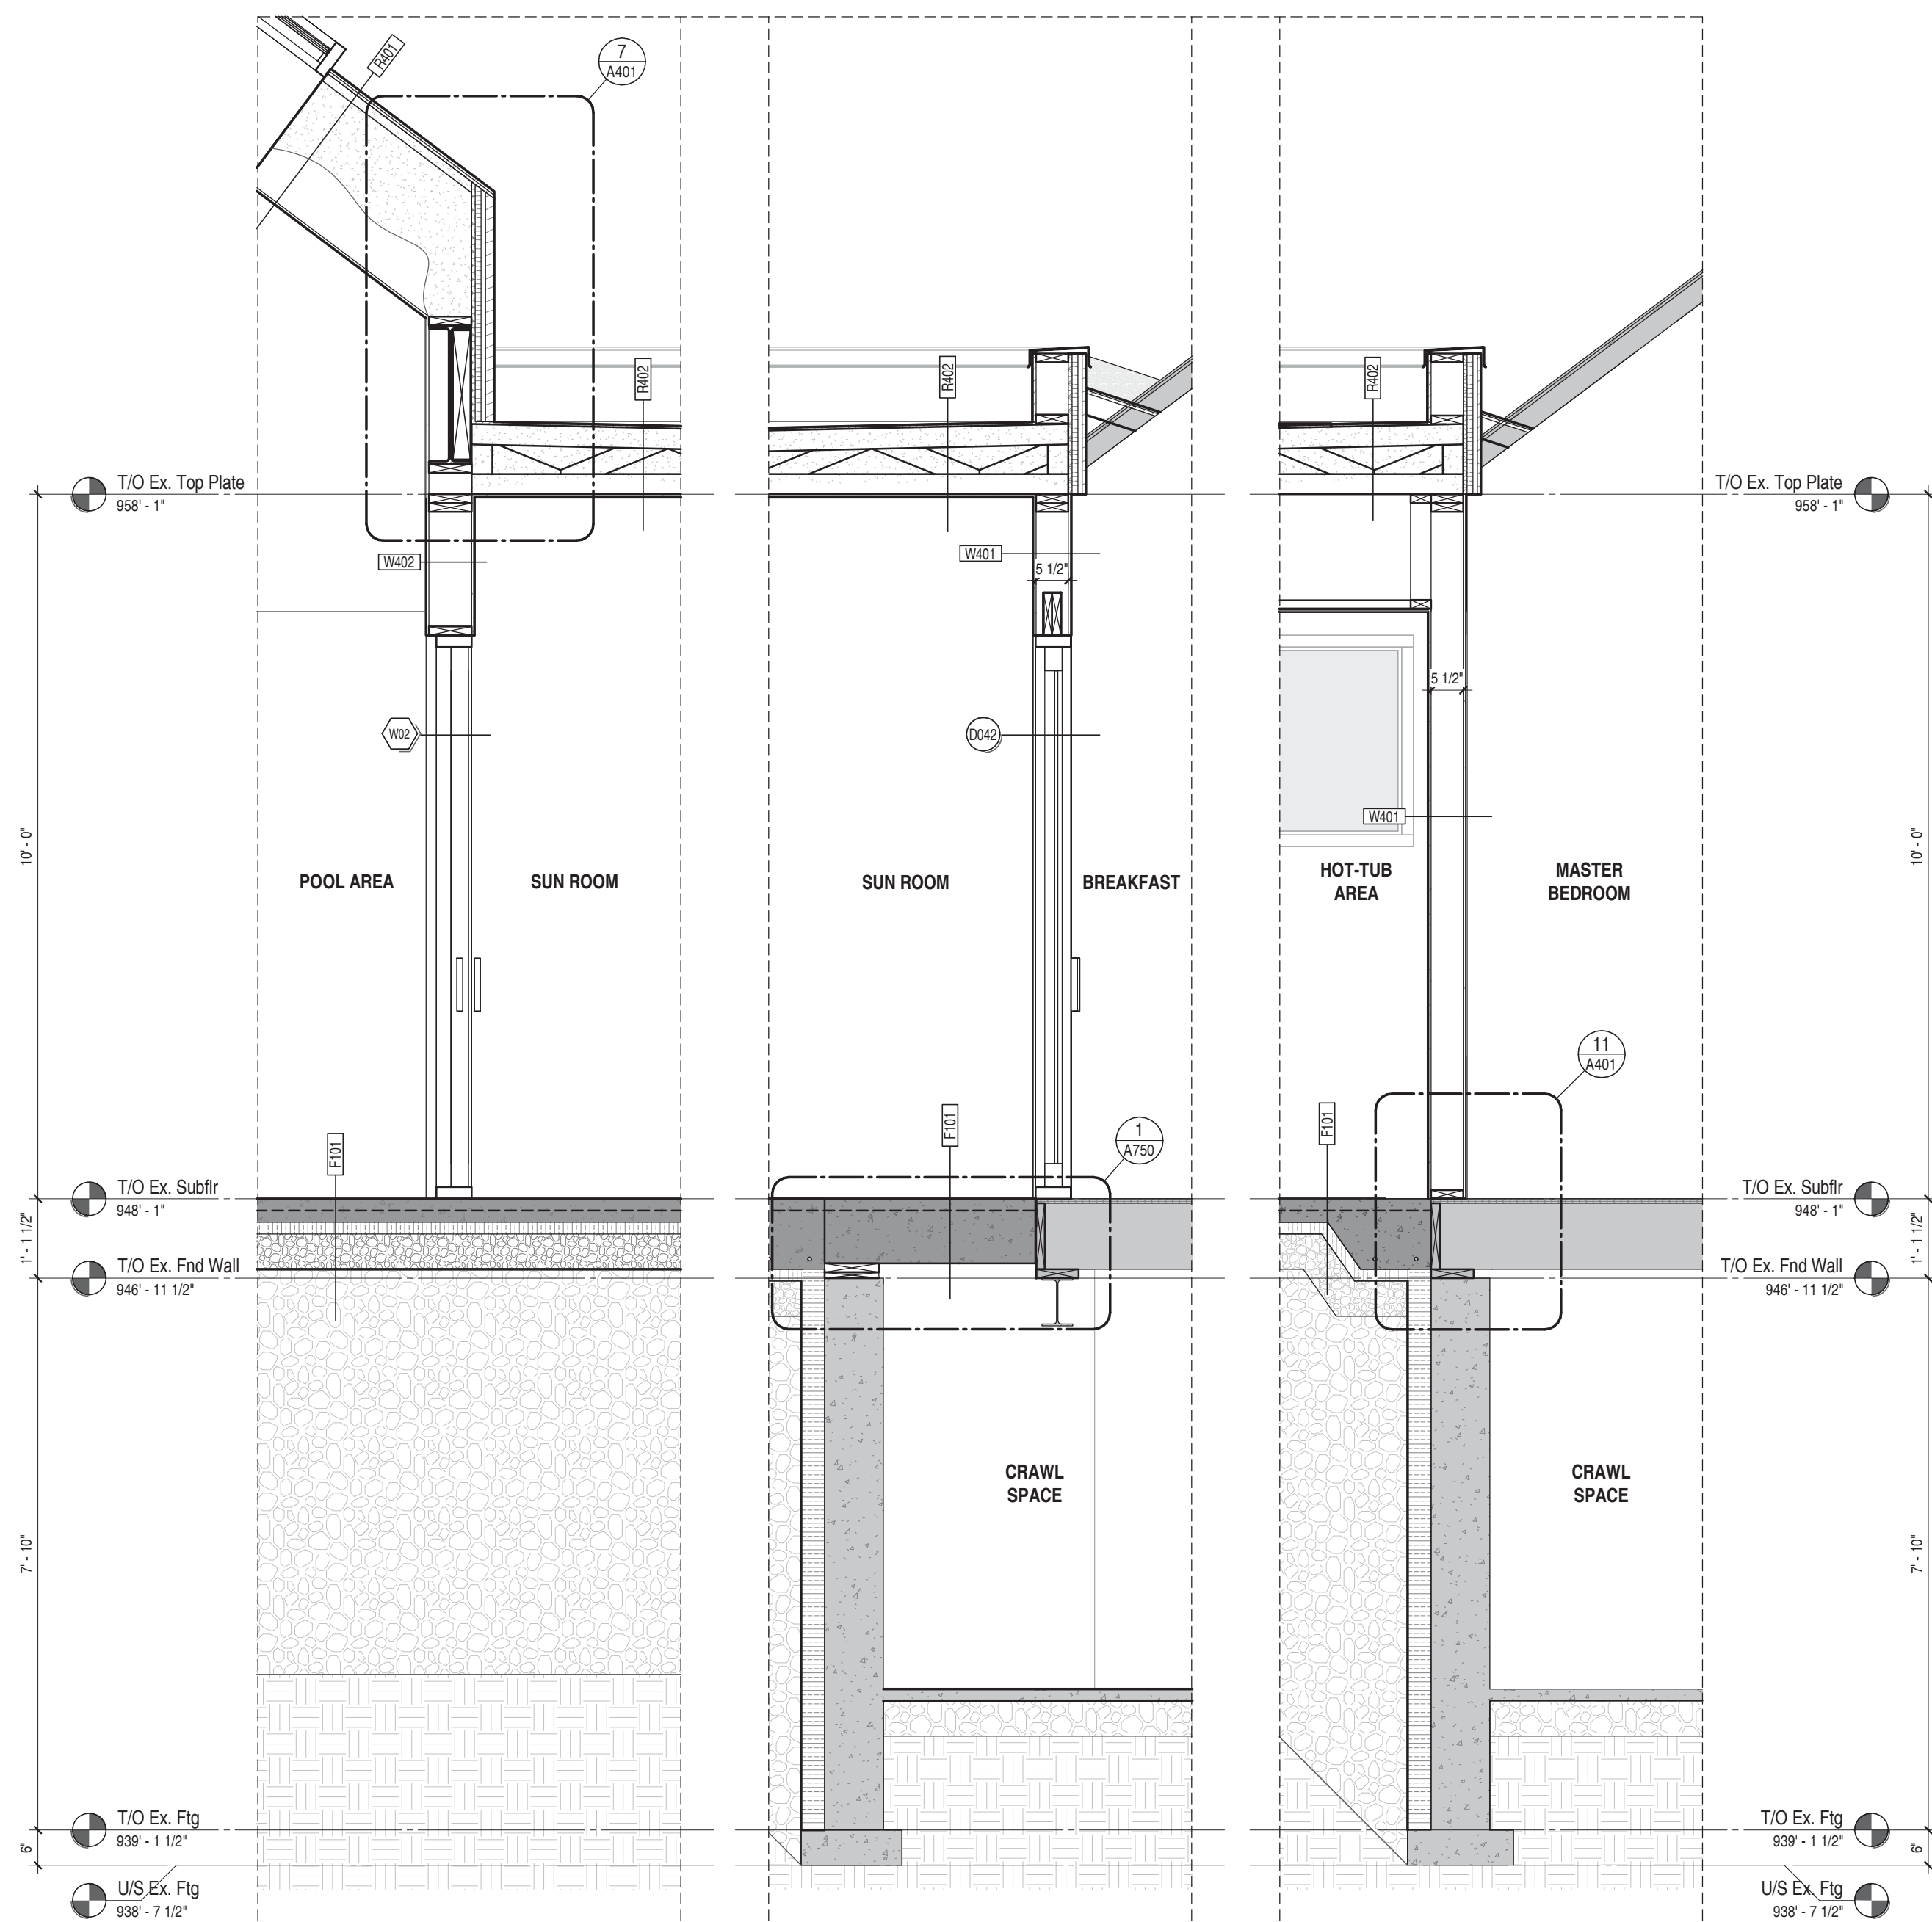 R401
7
A401
R402
R402
R402
T/O Ex. Top Plate
958' - 1"
T/O Ex. Top Plate
958' - 1"
W402
W401
5 1/2"
5 1/2"
W02
D042
W401
10' - 0"
10' - 0"
POOL AREA
SUN ROOM
SUN ROOM
BREAKFAST
HOT-TUB
AREA
MASTER
BEDROOM
11
A401
F101
F101
F101
1
A750
T/O Ex. Subflr
948' - 1"
T/O Ex. Subflr
948' - 1"
1' - 1 1/2"
1' - 1 1/2"
T/O Ex. Fnd Wall
946' - 11 1/2"
T/O Ex. Fnd Wall
946' - 11 1/2"
CRAWL
SPACE
CRAWL
SPACE
7' - 10"
7' - 10"
T/O Ex. Ftg
939' - 1 1/2"
T/O Ex. Ftg
939' - 1 1/2"
6"
6"
U/S Ex. Ftg
938' - 7 1/2"
U/S Ex. Ftg
938' - 7 1/2"